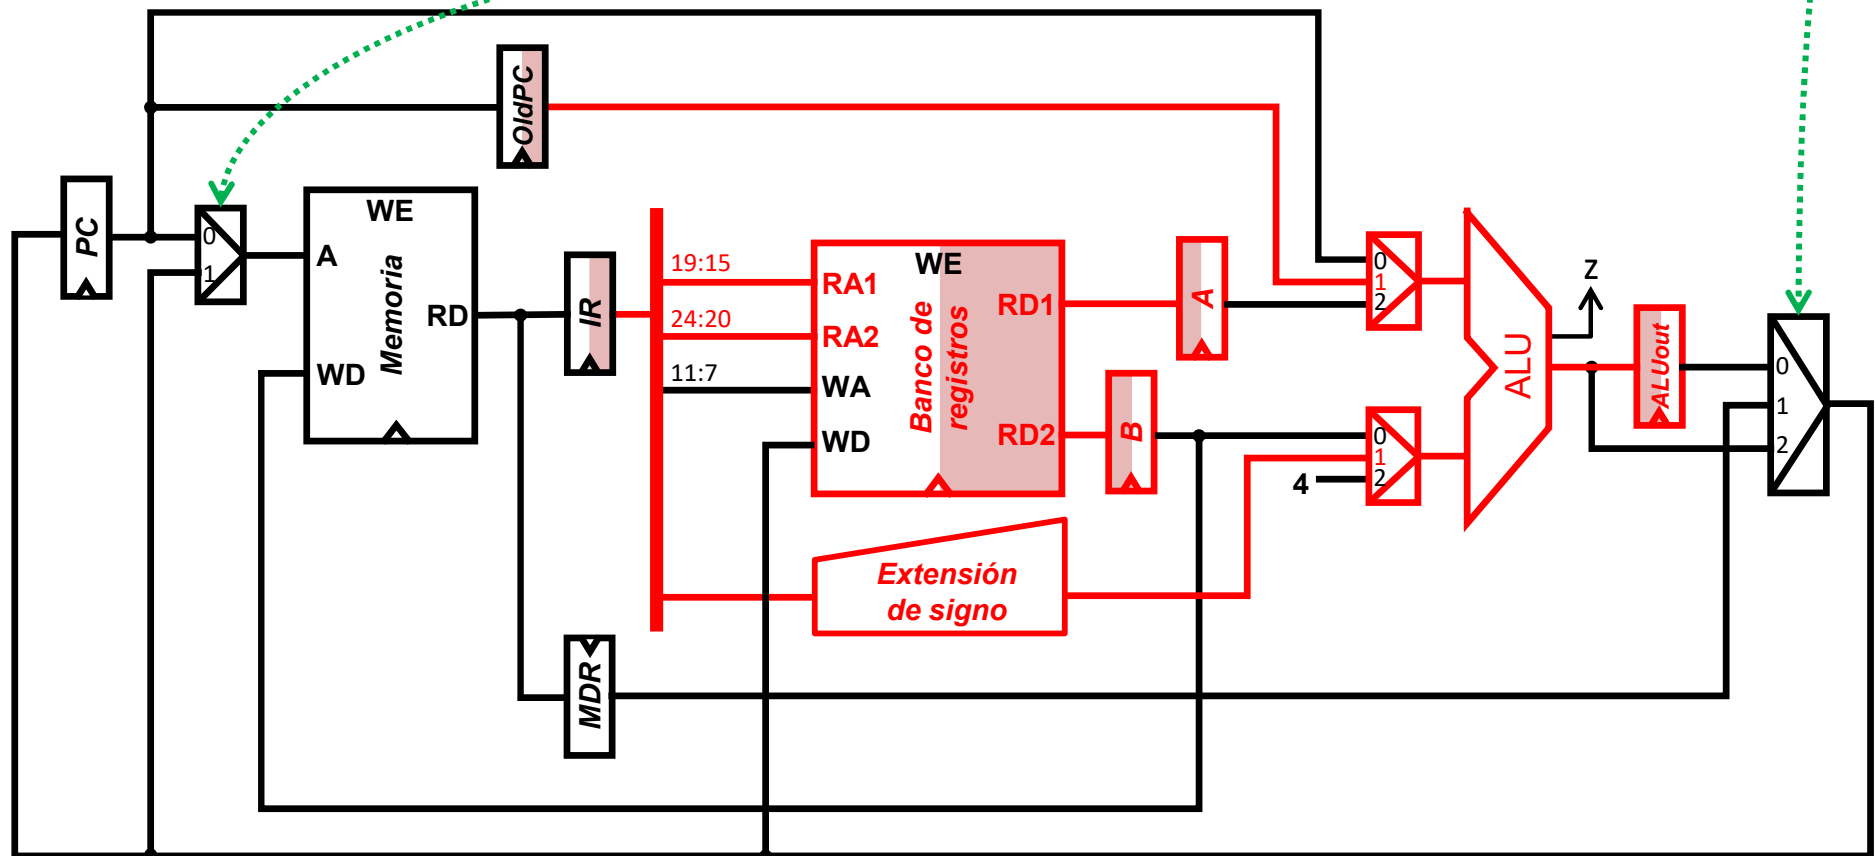 OldPC
PC
0
1
WE
A
Memoria
RD
WD
IR
19:15
24:20
11:7
WE
RA1
RA2
WA
WD
Banco de
registros
RD1
RD2
A
B
0
1
2
0
1
2
4
ALU
Z
ALUout
0
1
2
Extensión
de signo
MDR